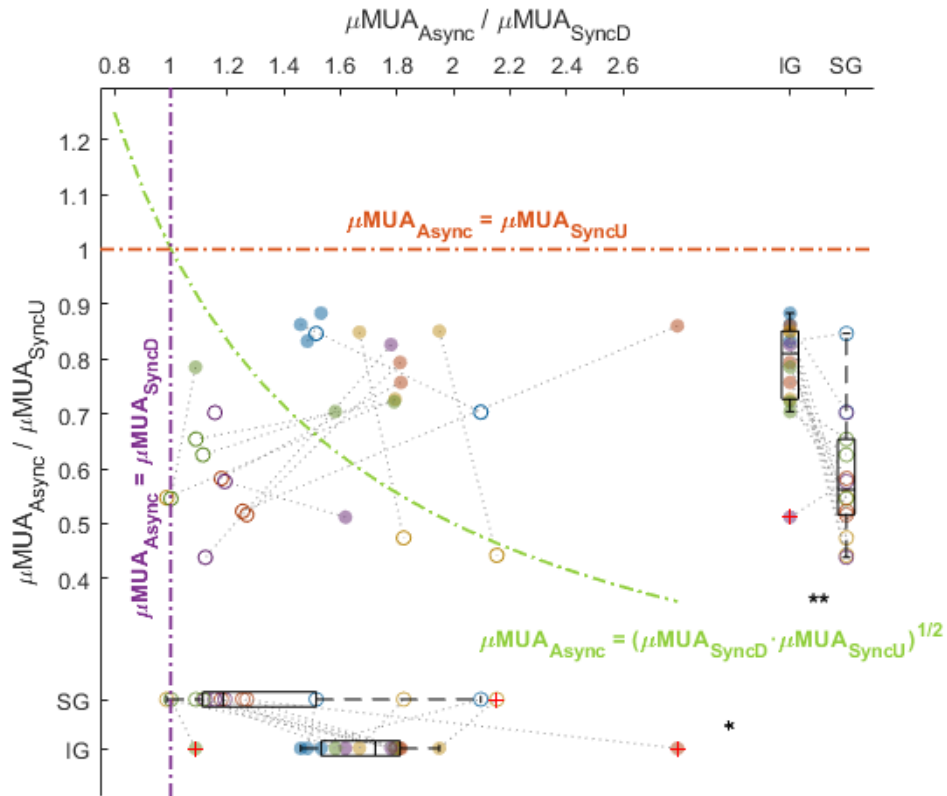 μMUA_Async / μMUA_SyncD
0.8 1 1.2 1.4 1.6 1.8 2 2.2 2.4 2.6 IG SG
1.2
1.1
1
0.9
0.8
0.7
0.6
0.5
0.4
SG
IG
μMUA_Async / μMUA_SyncU
μMUA_Async = μMUA_SyncD
μMUA_Async = μMUA_SyncU
**
μMUA_Async = (μMUA_SyncD · μMUA_SyncU)^1/2
*